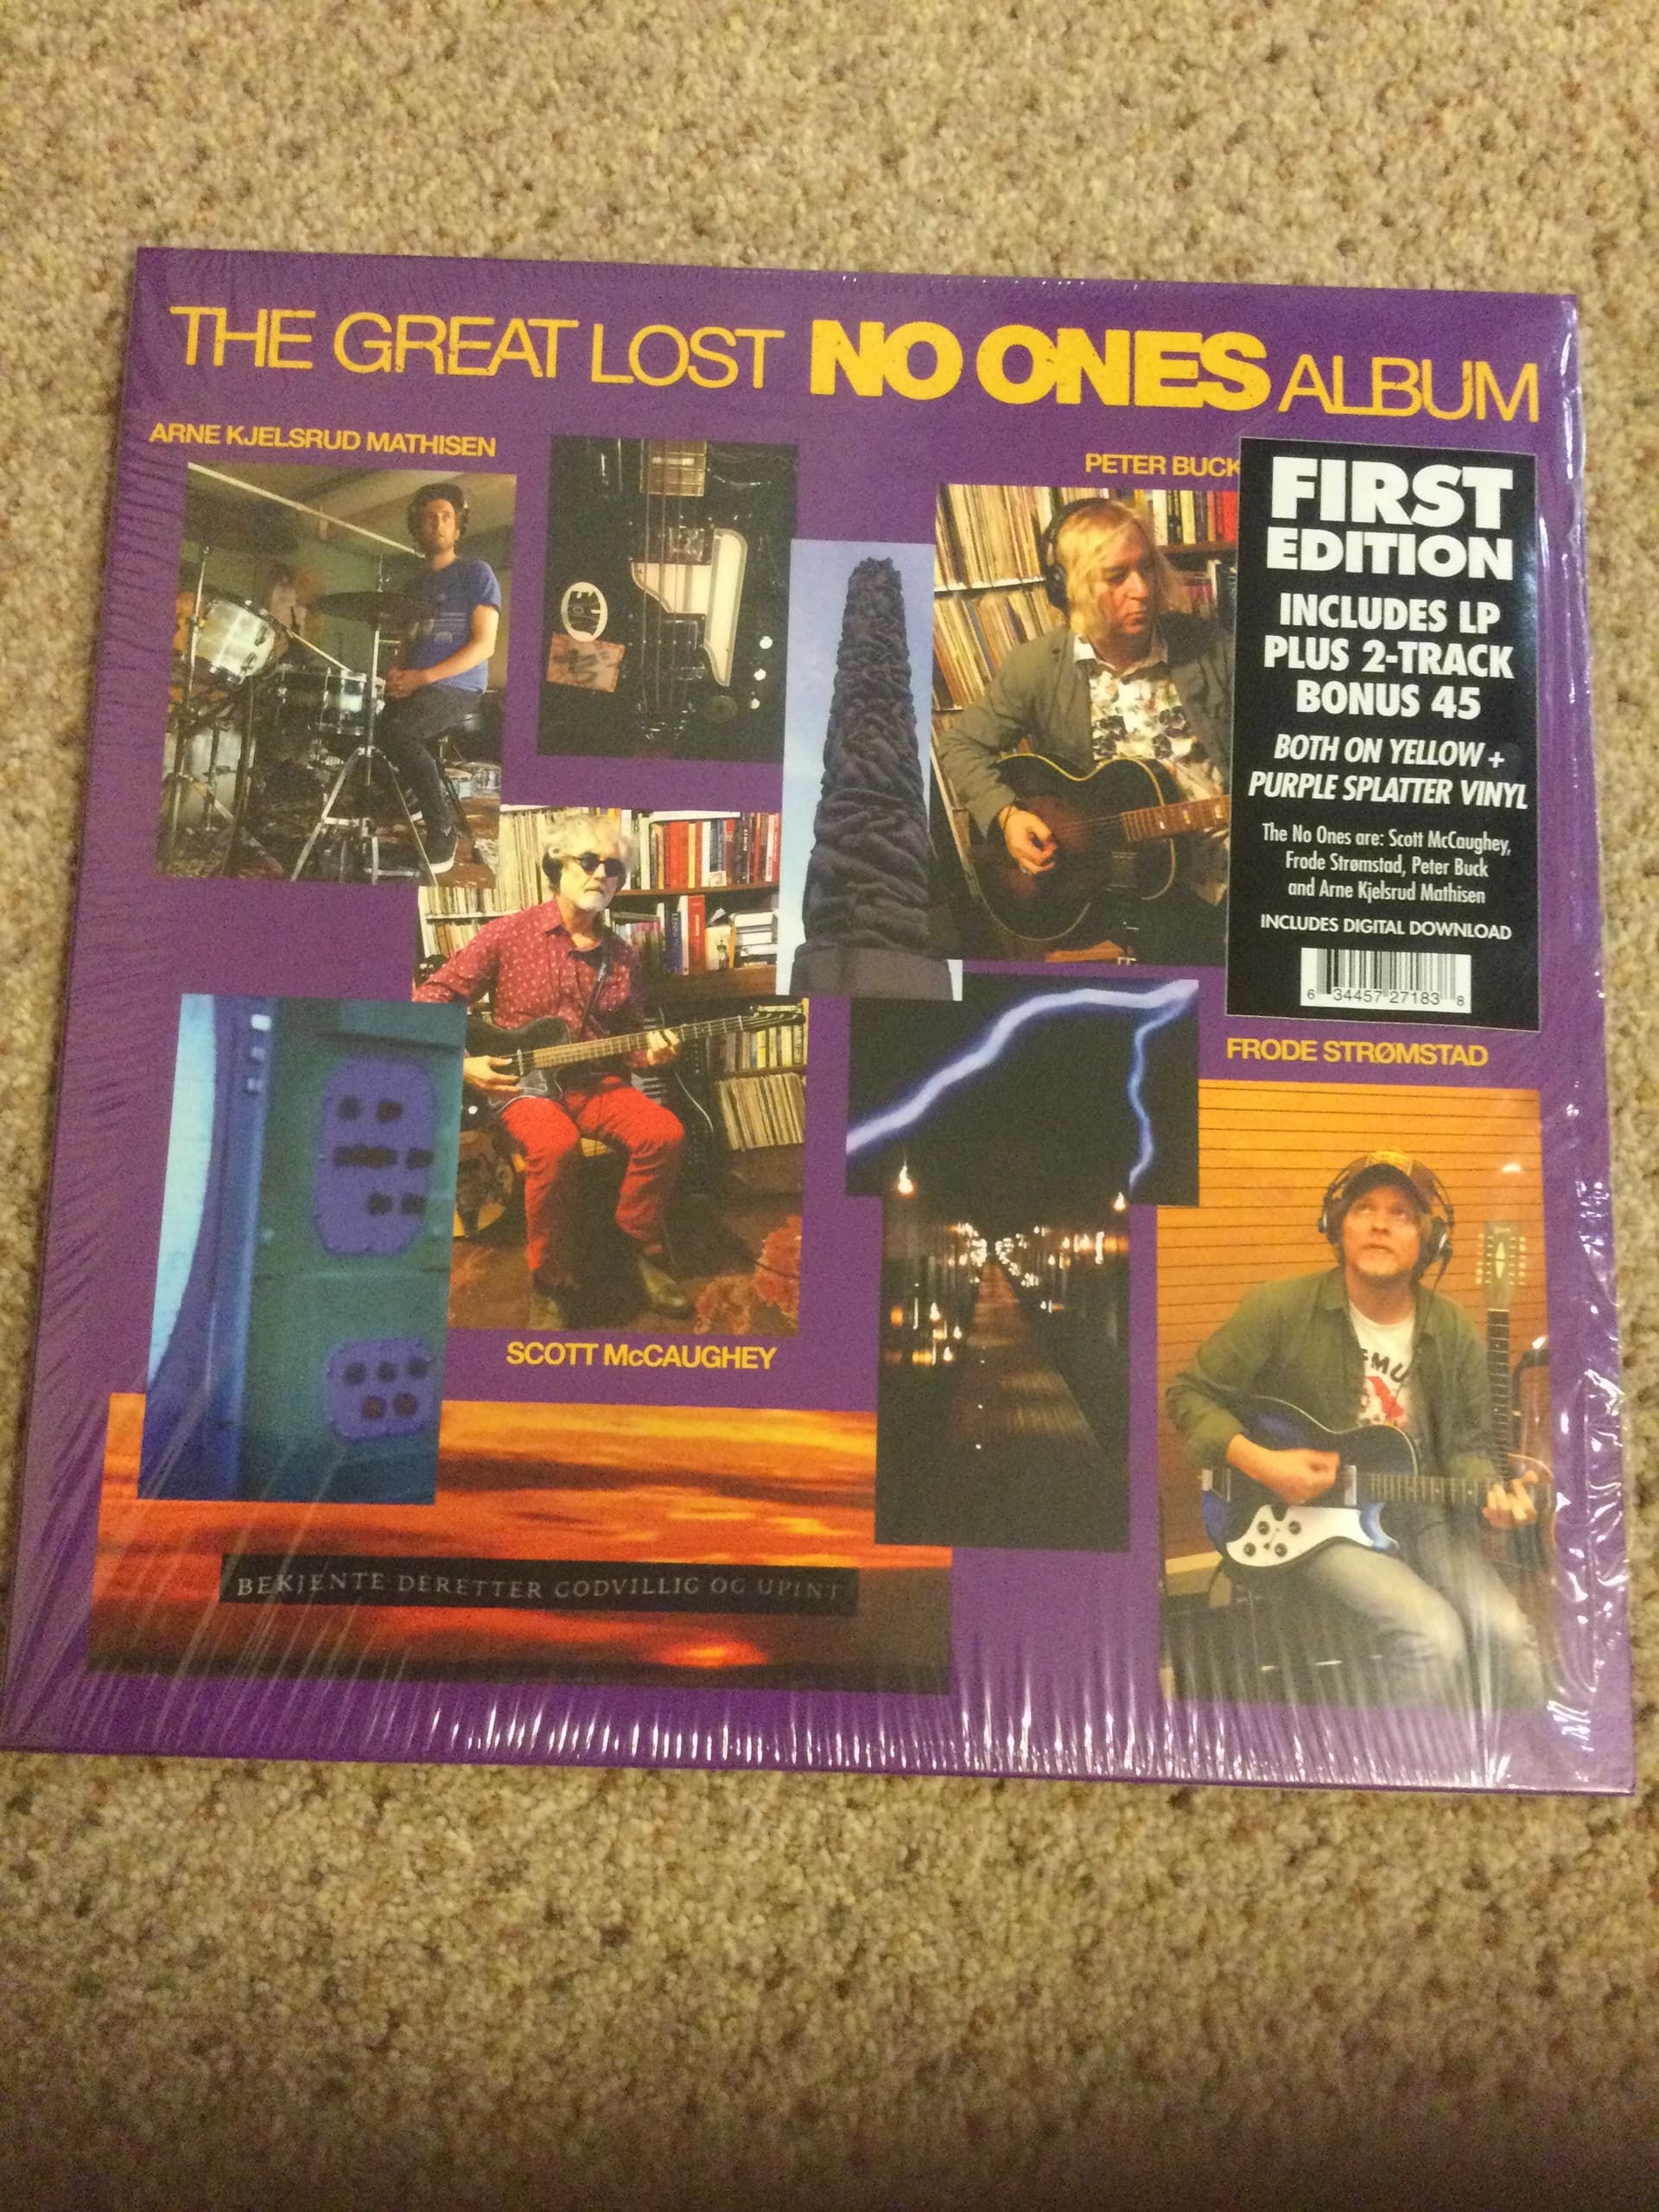 THE GREAT LOST NO ONES ALBUM
ARNE KJELSRUD MATHISEN
PETER BUCK
FIRST
EDITION
INCLUDES LP
PLUS 2-TRACK
BONUS 45
BOTH ON YELLOW +
PURPLE SPLATTER VINYL
The No Ones are: Scott McCaughey,
Frode Strømstad, Peter Buck
and Arne Kjelsrud Mathisen
INCLUDES DIGITAL DOWNLOAD
6 34457 27183 8
FRODE STRØMSTAD
SCOTT McCAUGHEY
BEKJENTE DERETTER GODVILLIG OG UPINT